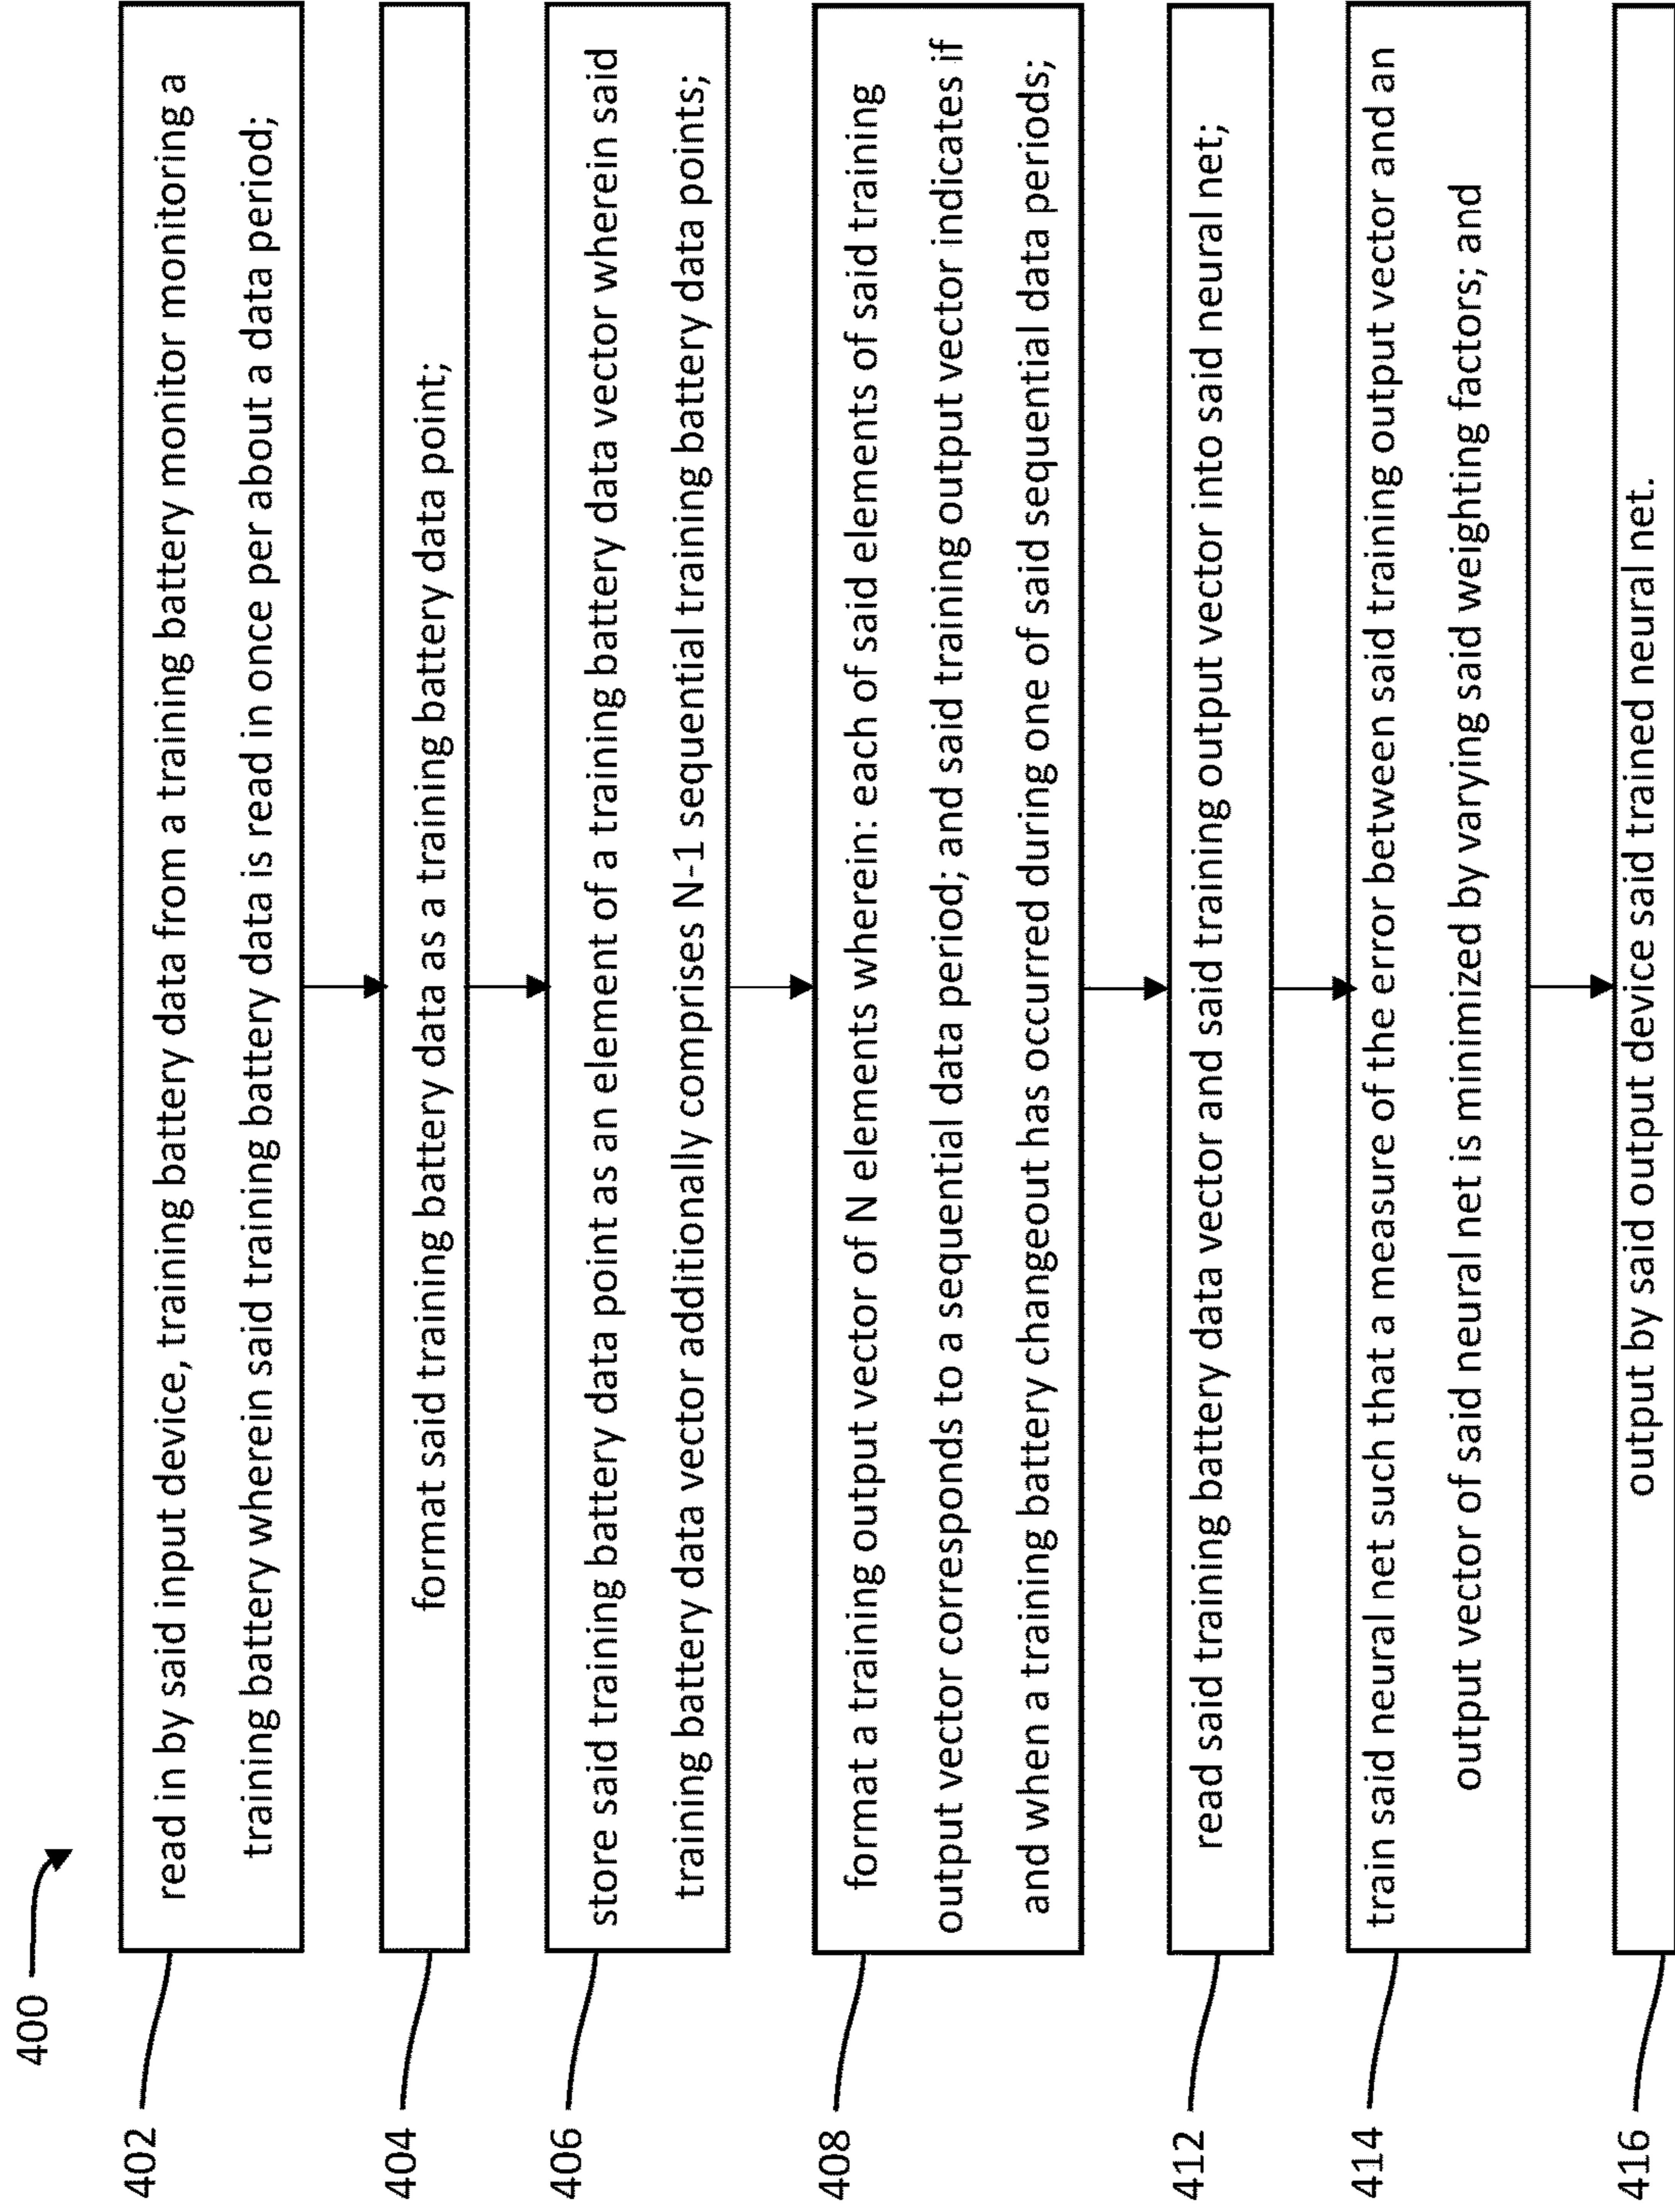 400
402
read in by said input device, training battery data from a training battery monitor monitoring a
training battery wherein said training battery data is read in once per about a data period;
404
format said training battery data as a training battery data point;
406
store said training battery data point as an element of a training battery data vector wherein said
training battery data vector additionally comprises N-1 sequential training battery data points;
408
format a training output vector of N elements wherein: each of said elements of said training
output vector corresponds to a sequential data period; and said training output vector indicates if
and when a training battery changeout has occurred during one of said sequential data periods;
412
read said training battery data vector and said training output vector into said neural net;
414
train said neural net such that a measure of the error between said training output vector and an
output vector of said neural net is minimized by varying said weighting factors; and
416
output by said output device said trained neural net.